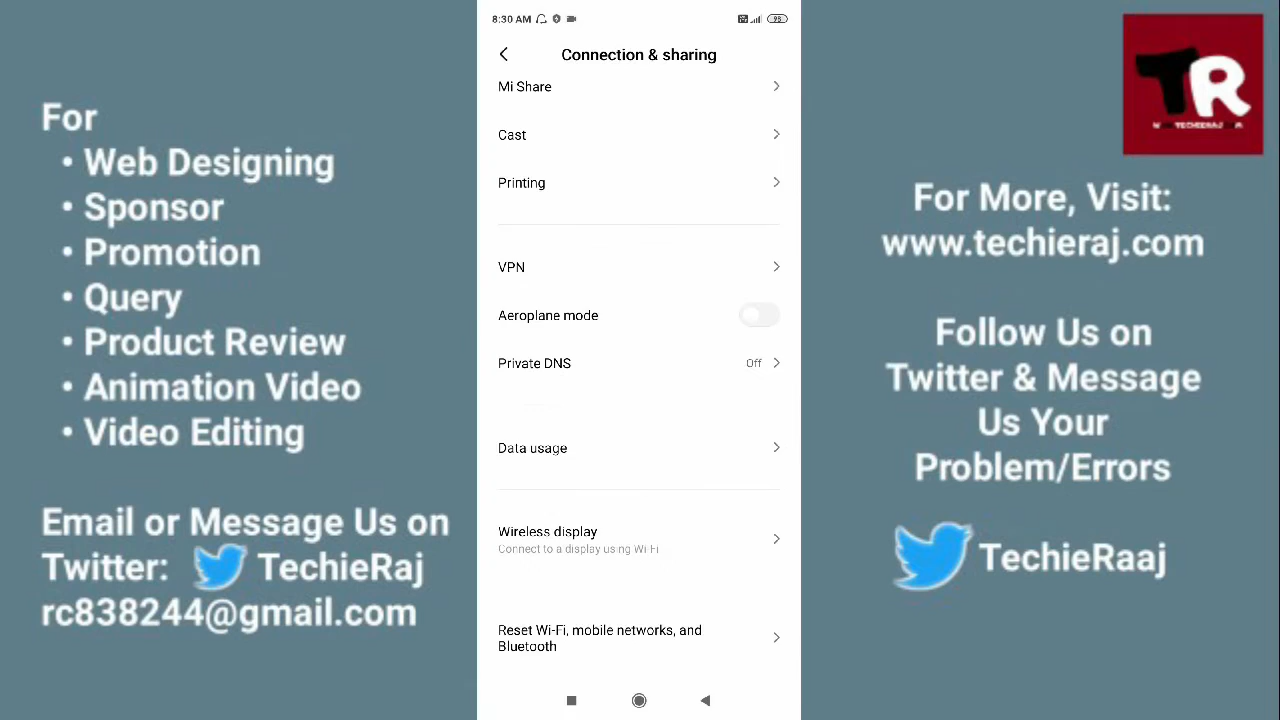 For
• Web Designing
• Sponsor
• Promotion
• Query
• Product Review
• Animation Video
• Video Editing
Email or Message Us on
Twitter: TechieRaj
rc838244@gmail.com
8:30 AM
98
Connection & sharing
Mi Share
Cast
Printing
VPN
Aeroplane mode
Private DNS Off
Data usage
Wireless display
Connect to a display using Wi-Fi
Reset Wi-Fi, mobile networks, and
Bluetooth
TR
For More, Visit:
www.techieraj.com
Follow Us on
Twitter & Message
Us Your
Problem/Errors
TechieRaaj